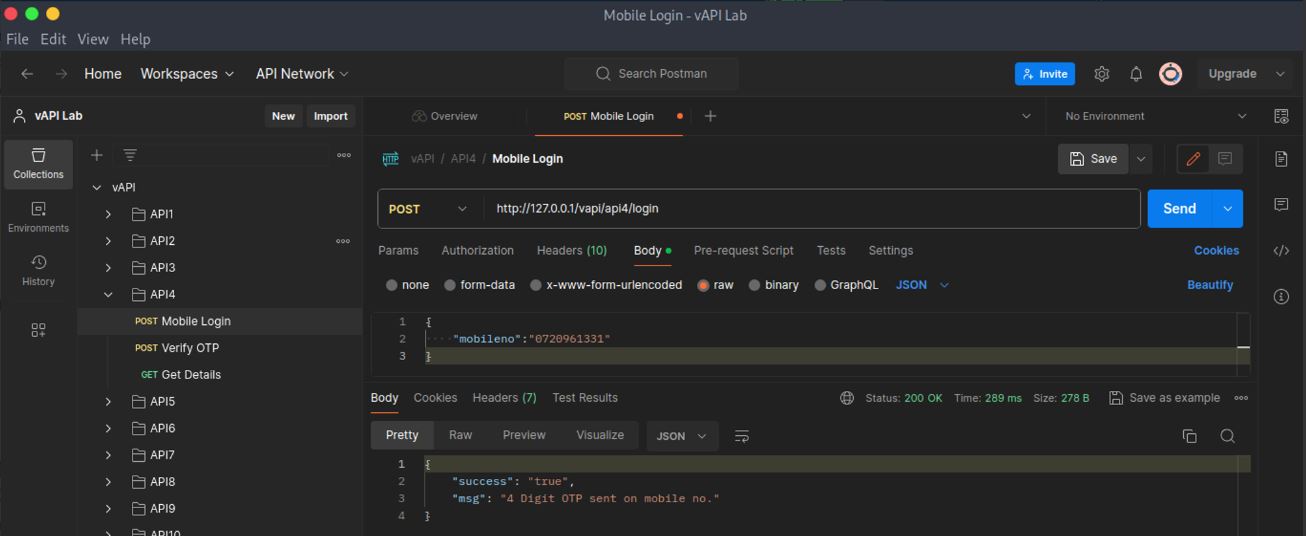 Mobile Login - vAPI Lab
File Edit View Help
Home Workspaces API Network Search Postman Invite Upgrade
vAPI Lab New Import Overview POST Mobile Login No Environment
Collections
Environments
History
vAPI
API1
API2
API3
API4
POST Mobile Login
POST Verify OTP
GET Get Details
API5
API6
API7
API8
API9
API10
HTTP vAPI / API4 / Mobile Login Save
POST http://127.0.0.1/vapi/api4/login Send
Params Authorization Headers (10) Body Pre-request Script Tests Settings Cookies
none form-data x-www-form-urlencoded raw binary GraphQL JSON Beautify
1 {
2 ····"mobileno":"0720961331"
3 }
Body Cookies Headers (7) Test Results Status: 200 OK Time: 289 ms Size: 278 B Save as example
Pretty Raw Preview Visualize JSON
1 {
2 "success": "true",
3 "msg": "4 Digit OTP sent on mobile no."
4 }